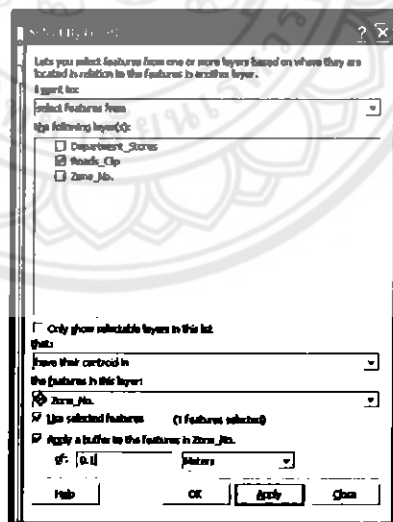 ? X
Lets you select features from one or more layers based on where they are
located in relation to the features in another layer.
I want to:
select features from
the following layer(s):
Department_Stores
Roads_Clip
Zone_No.
Only show selectable layers in this list
that:
have their centroid in
the features in this layer:
Zone_No.
Use selected features (1 features selected)
Apply a buffer to the features in Zone_No.
of: 0.1 Meters
Help OK Apply Close